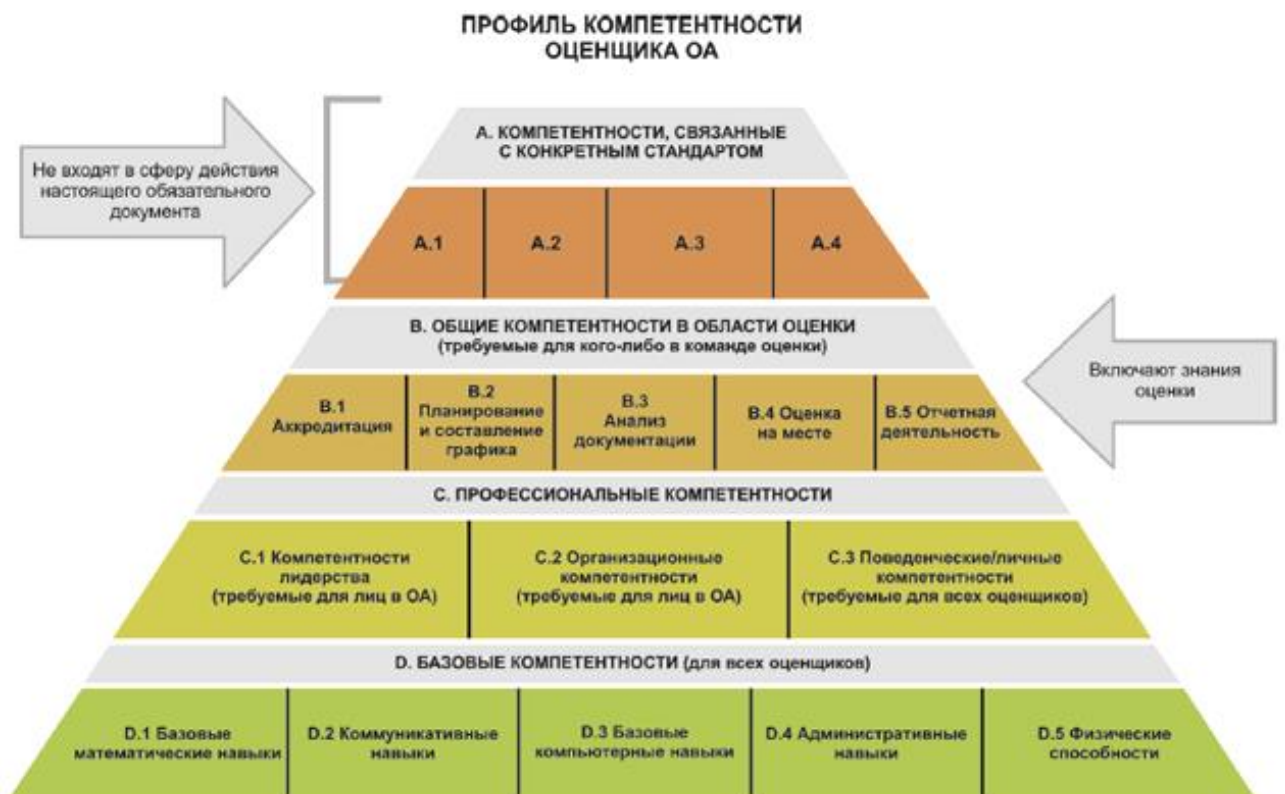 ПРОФИЛЬ КОМПЕТЕНТНОСТИ
ОЦЕНЩИКА ОА
А. КОМПЕТЕНТНОСТИ, СВЯЗАННЫЕ
С КОНКРЕТНЫМ СТАНДАРТОМ
Не входят в сферу действия
настоящего обязательного
документа
А.1
А.2
А.3
А.4
В. ОБЩИЕ КОМПЕТЕНТНОСТИ В ОБЛАСТИ ОЦЕНКИ
(требуемые для кого-либо в команде оценки)
Включают знания
оценки
В.1
Аккредитация
В.2
Планирование
и составление
графика
В.3
Анализ
документации
В.4 Оценка
на месте
В.5 Отчетная
деятельность
С. ПРОФЕССИОНАЛЬНЫЕ КОМПЕТЕНТНОСТИ
С.1 Компетентности
лидерства
(требуемые для лиц в ОА)
С.2 Организационные
компетентности
(требуемые для лиц в ОА)
С.3 Поведенческие/личные
компетентности
(требуемые для всех оценщиков)
D. БАЗОВЫЕ КОМПЕТЕНТНОСТИ (для всех оценщиков)
D.1 Базовые
математические навыки
D.2 Коммуникативные
навыки
D.3 Базовые
компьютерные навыки
D.4 Административные
навыки
D.5 Физические
способности